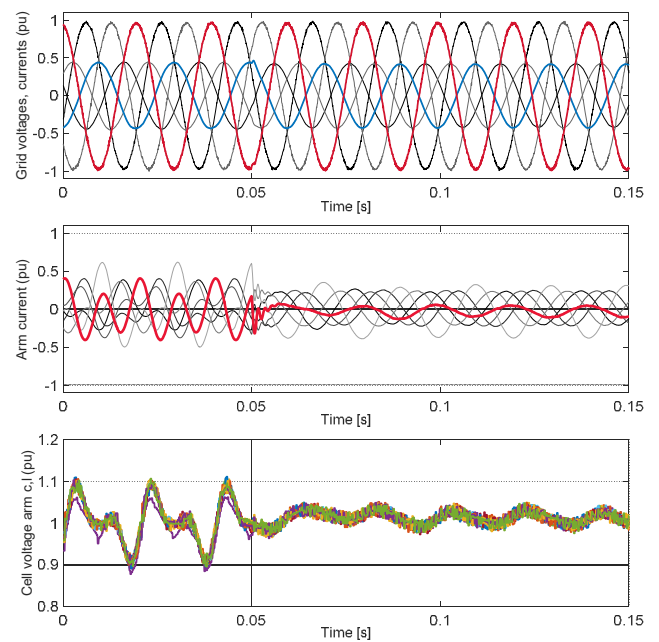 Grid voltages, currents (pu)
1
0.5
0
-0.5
-1
0 0.05 0.1 0.15
Time [s]
Arm current (pu)
1
0.5
0
-0.5
-1
0 0.05 0.1 0.15
Time [s]
Cell voltage arm c,l (pu)
1.2
1.1
1
0.9
0.8
0 0.05 0.1 0.15
Time [s]